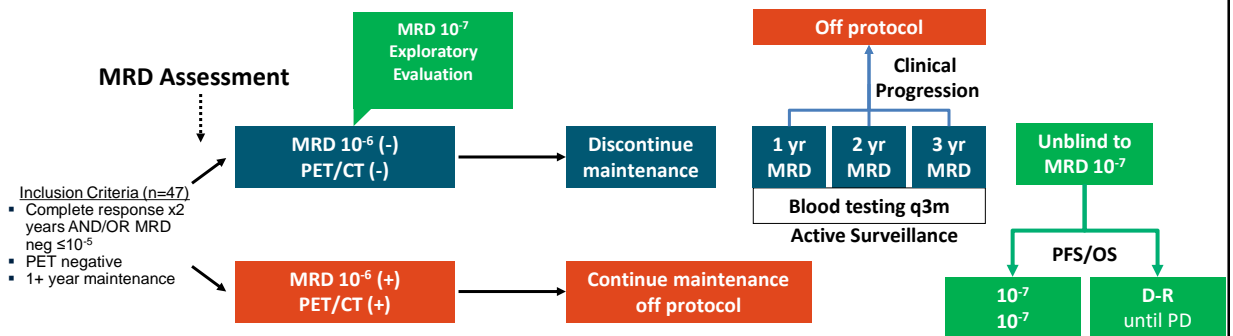 MRD 10⁻⁷
Exploratory
Evaluation
MRD Assessment
Inclusion Criteria (n=47)
▪ Complete response x2
years AND/OR MRD
neg ≤10⁻⁵
▪ PET negative
▪ 1+ year maintenance
MRD 10⁻⁶ (-)
PET/CT (-)
Discontinue
maintenance
MRD 10⁻⁶ (+)
PET/CT (+)
Continue maintenance
off protocol
Off protocol
Clinical
Progression
1 yr
MRD
2 yr
MRD
3 yr
MRD
Blood testing q3m
Active Surveillance
Unblind to
MRD 10⁻⁷
PFS/OS
10⁻⁷
10⁻⁷
D-R
until PD